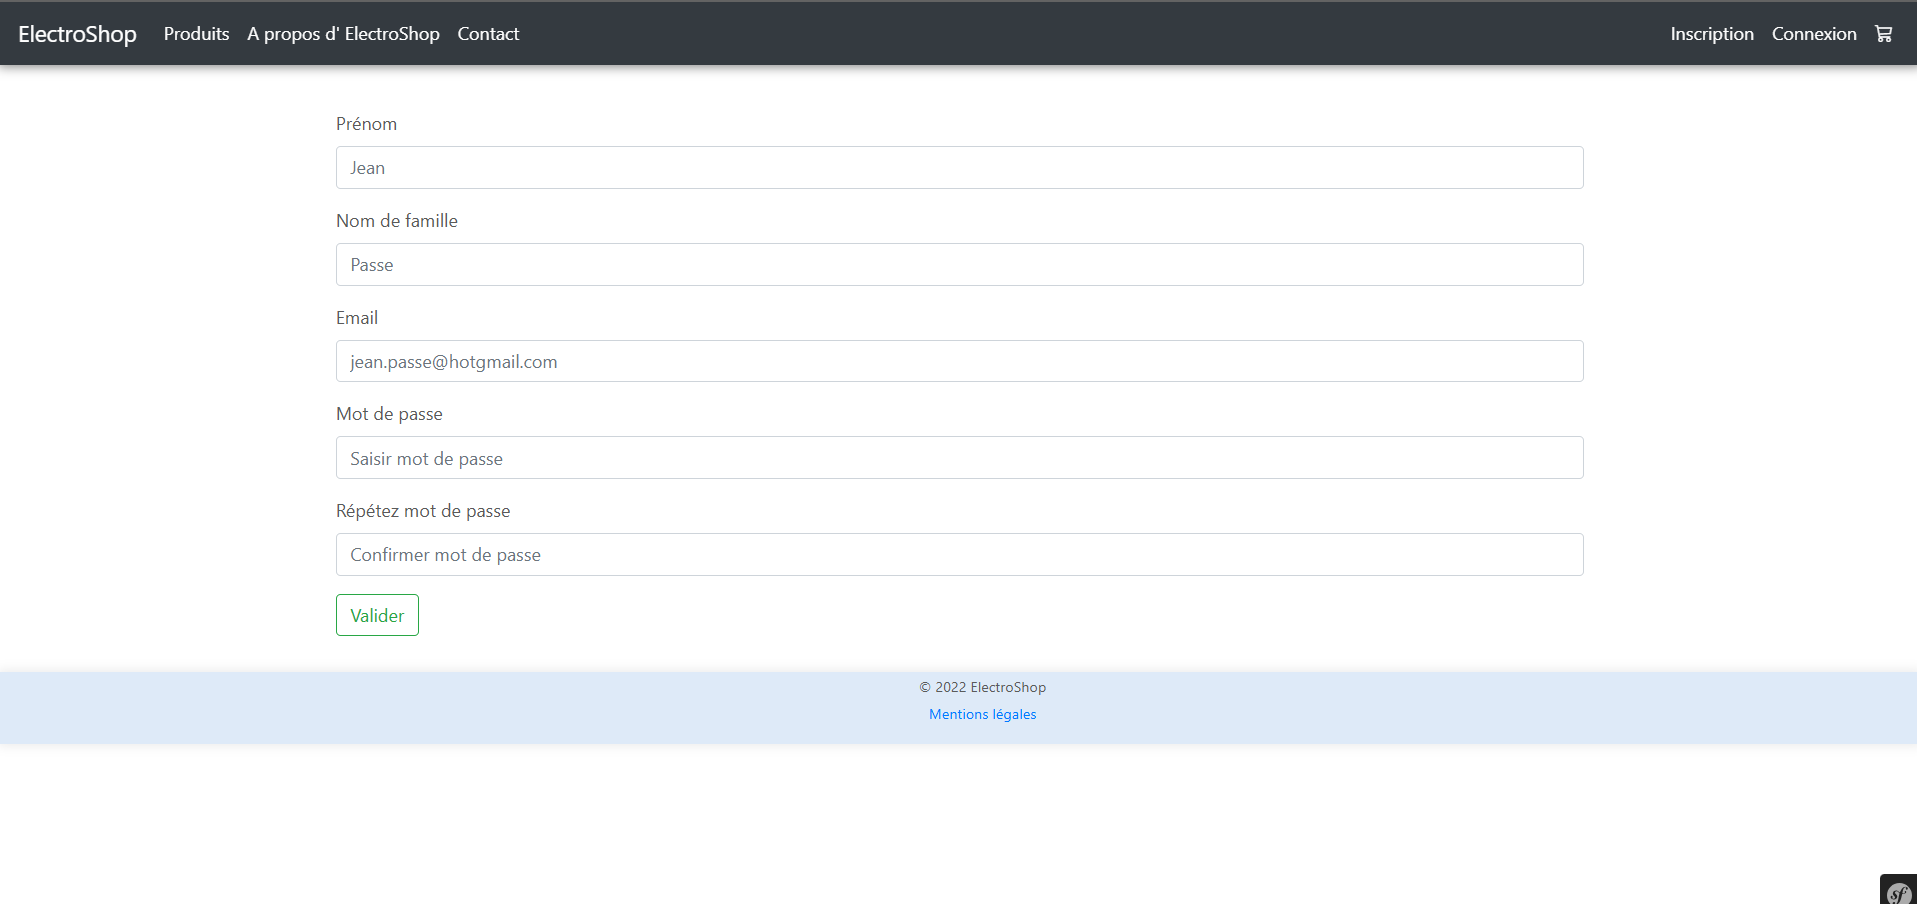 ElectroShop Produits A propos d' ElectroShop Contact Inscription Connexion
Prénom
Jean
Nom de famille
Passe
Email
jean.passe@hotgmail.com
Mot de passe
Saisir mot de passe
Répétez mot de passe
Confirmer mot de passe
Valider
© 2022 ElectroShop
Mentions légales
sf